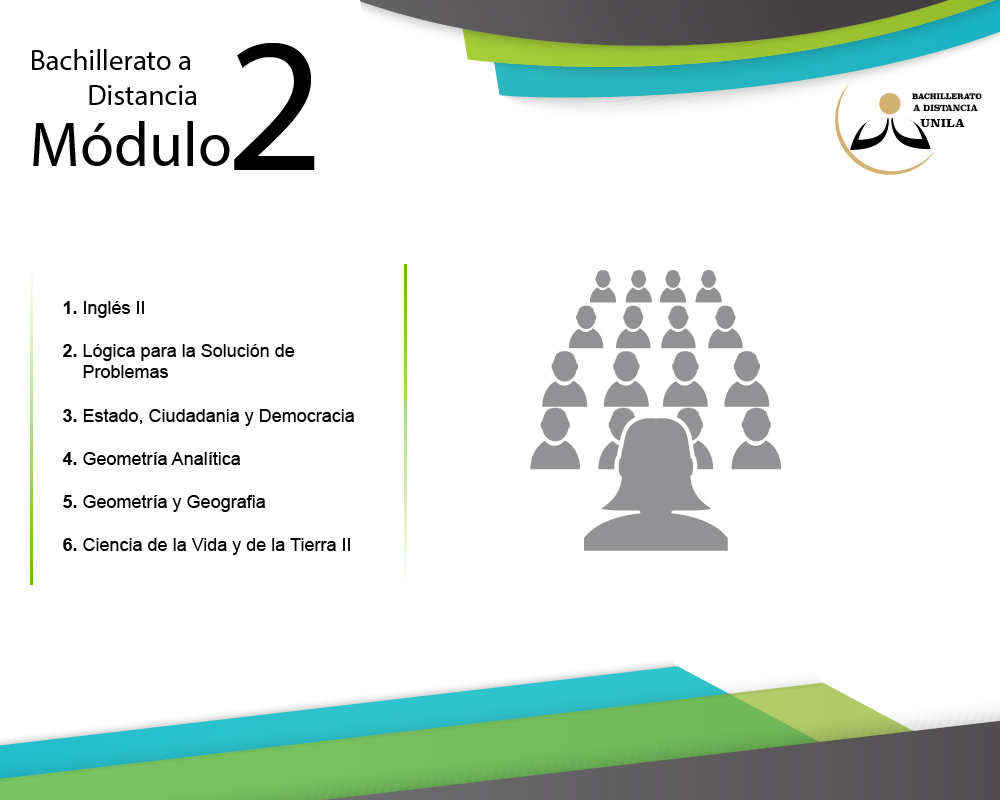 Bachillerato a
Distancia
Módulo 2
BACHILLERATO
A DISTANCIA
UNILA
1. Inglés II
2. Lógica para la Solución de
Problemas
3. Estado, Ciudadania y Democracia
4. Geometría Analítica
5. Geometría y Geografia
6. Ciencia de la Vida y de la Tierra II